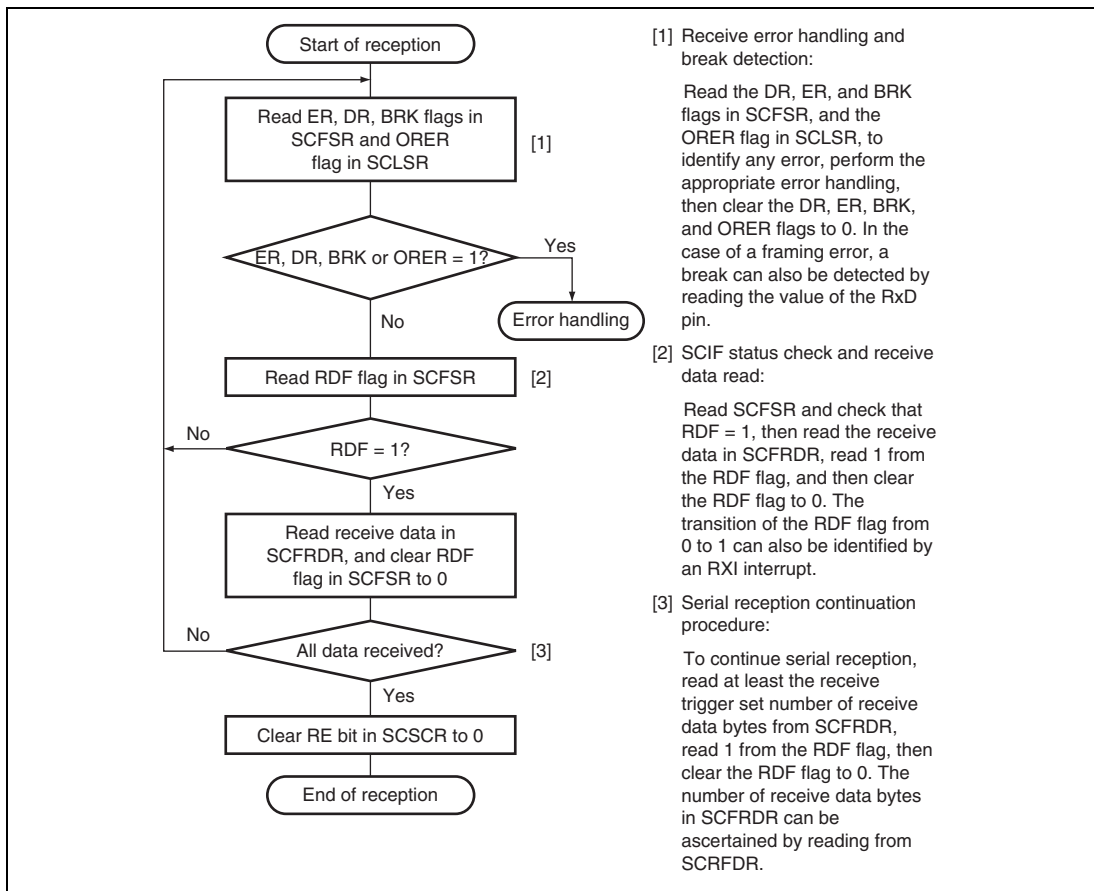 Start of reception
Read ER, DR, BRK flags in
SCFSR and ORER
flag in SCLSR
[1]
ER, DR, BRK or ORER = 1?
Yes
Error handling
No
Read RDF flag in SCFSR
[2]
No
RDF = 1?
Yes
Read receive data in
SCFRDR, and clear RDF
flag in SCFSR to 0
No
All data received?
[3]
Yes
Clear RE bit in SCSCR to 0
End of reception
[1] Receive error handling and
break detection:
Read the DR, ER, and BRK
flags in SCFSR, and the
ORER flag in SCLSR, to
identify any error, perform the
appropriate error handling,
then clear the DR, ER, BRK,
and ORER flags to 0. In the
case of a framing error, a
break can also be detected by
reading the value of the RxD
pin.
[2] SCIF status check and receive
data read:
Read SCFSR and check that
RDF = 1, then read the receive
data in SCFRDR, read 1 from
the RDF flag, and then clear
the RDF flag to 0. The
transition of the RDF flag from
0 to 1 can also be identified by
an RXI interrupt.
[3] Serial reception continuation
procedure:
To continue serial reception,
read at least the receive
trigger set number of receive
data bytes from SCFRDR,
read 1 from the RDF flag, then
clear the RDF flag to 0. The
number of receive data bytes
in SCFRDR can be
ascertained by reading from
SCRFDR.